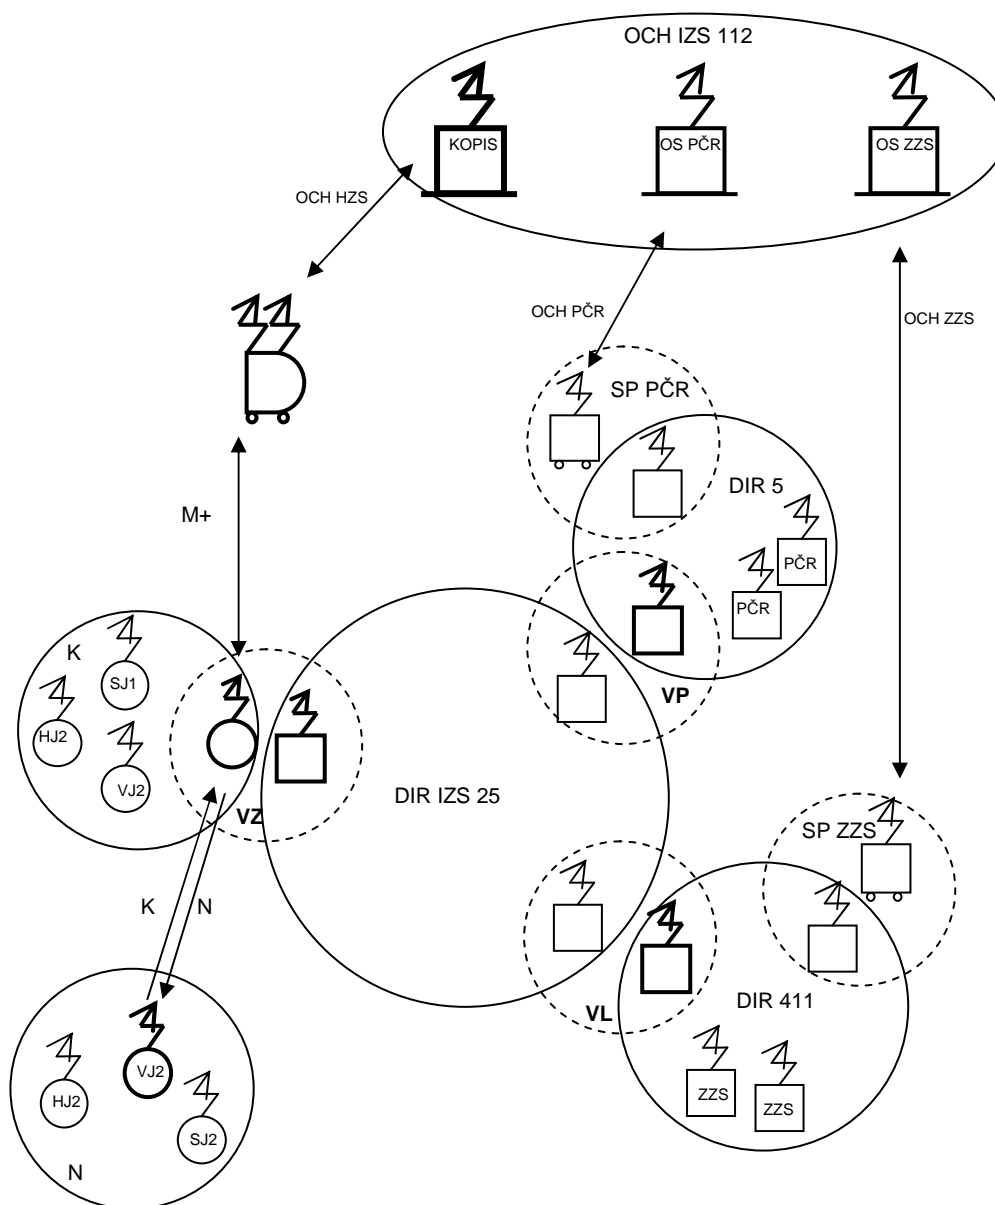 OCH IZS 112
KOPIS
OS PČR
OS ZZS
OCH HZS
OCH PČR
OCH ZZS
SP PČR
DIR 5
M+
PČR
PČR
K
SJ1
HJ2
VJ2
VP
DIR IZS 25
VZ
SP ZZS
K
N
VL
DIR 411
VJ2
HJ2
SJ2
ZZS
ZZS
N